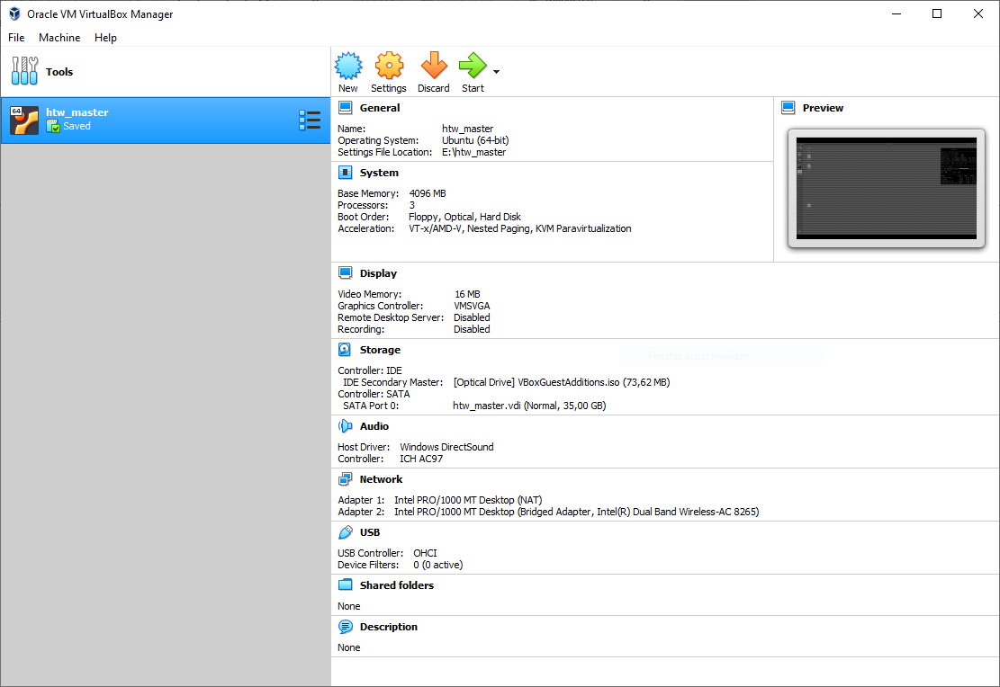 Oracle VM VirtualBox Manager
File Machine Help
Tools
New Settings Discard Start
64
htw_master
Saved
General
Name: htw_master
Operating System: Ubuntu (64-bit)
Settings File Location: E:\htw_master
Preview
System
Base Memory: 4096 MB
Processors: 3
Boot Order: Floppy, Optical, Hard Disk
Acceleration: VT-x/AMD-V, Nested Paging, KVM Paravirtualization
Display
Video Memory: 16 MB
Graphics Controller: VMSVGA
Remote Desktop Server: Disabled
Recording: Disabled
Storage
Controller: IDE
IDE Secondary Master: [Optical Drive] VBoxGuestAdditions.iso (73,62 MB)
Controller: SATA
SATA Port 0: htw_master.vdi (Normal, 35,00 GB)
Audio
Host Driver: Windows DirectSound
Controller: ICH AC97
Network
Adapter 1: Intel PRO/1000 MT Desktop (NAT)
Adapter 2: Intel PRO/1000 MT Desktop (Bridged Adapter, Intel(R) Dual Band Wireless-AC 8265)
USB
USB Controller: OHCI
Device Filters: 0 (0 active)
Shared folders
None
Description
None